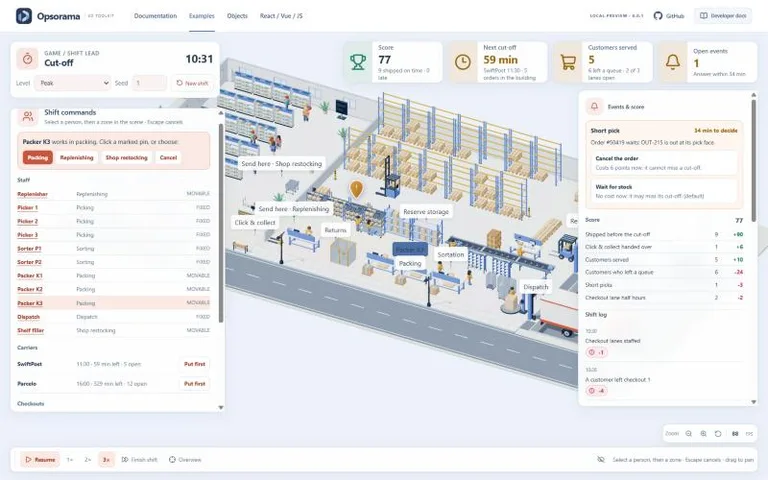 Opsorama
3D TOOLKIT
Documentation
Examples
Objects
React / Vue / JS
LOCAL-PREVIEW · 0.2.1
GitHub
Developer docs
GAME / SHIFT LEAD
Cut-off
10:31
Level
Peak
Seed
1
New shift
Score
77
9 shipped on time · 0 late
Next cut-off
59 min
SwiftPost 11:30 · 5 orders in the building
Customers served
5
6 left a queue · 2 of 3 lanes open
Open events
1
Answer within 34 min
Shift commands
Select a person, then a zone in the scene · Escape cancels
Packer K3 works in packing. Click a marked pin, or choose:
Packing
Replenishing
Shop restocking
Cancel
Staff
Replenisher Replenishing MOVABLE
Picker 1 Picking FIXED
Picker 2 Picking FIXED
Picker 3 Picking FIXED
Sorter P1 Sorting FIXED
Sorter P2 Sorting FIXED
Packer K1 Packing MOVABLE
Packer K2 Packing MOVABLE
Packer K3 Packing MOVABLE
Dispatch Dispatch FIXED
Shelf filler Shop restocking MOVABLE
Carriers
SwiftPost 11:30 · 59 min left · 5 open Put first
Parcelo 16:00 · 329 min left · 12 open Put first
Checkouts
Send here · Shop restocking
Send here · Replenishing
Click & collect
Returns
Reserve storage
Packer K3
Packing
Sortation
Dispatch
Events & score
Short pick
34 min to decide
Order #50419 waits: OUT-215 is out at its pick face
Cancel the order
Costs 6 points now, it cannot miss a cut-off
Wait for stock
No cost now, it may miss its cut-off (default)
Score 77
Shipped before the cut-off 9 +90
Click & collect handed over 1 +6
Customers served 5 +10
Customers who left a queue 6 -24
Short picks 1 -3
Checkout lane half hours 2 -2
Shift log
10:30
Checkout lanes staffed
-1
A customer left checkout 1
-4
Zoom
88
Resume
1×
2×
3×
Finish shift
Overview
Select a person, then a zone · Escape cancels · drag to pan